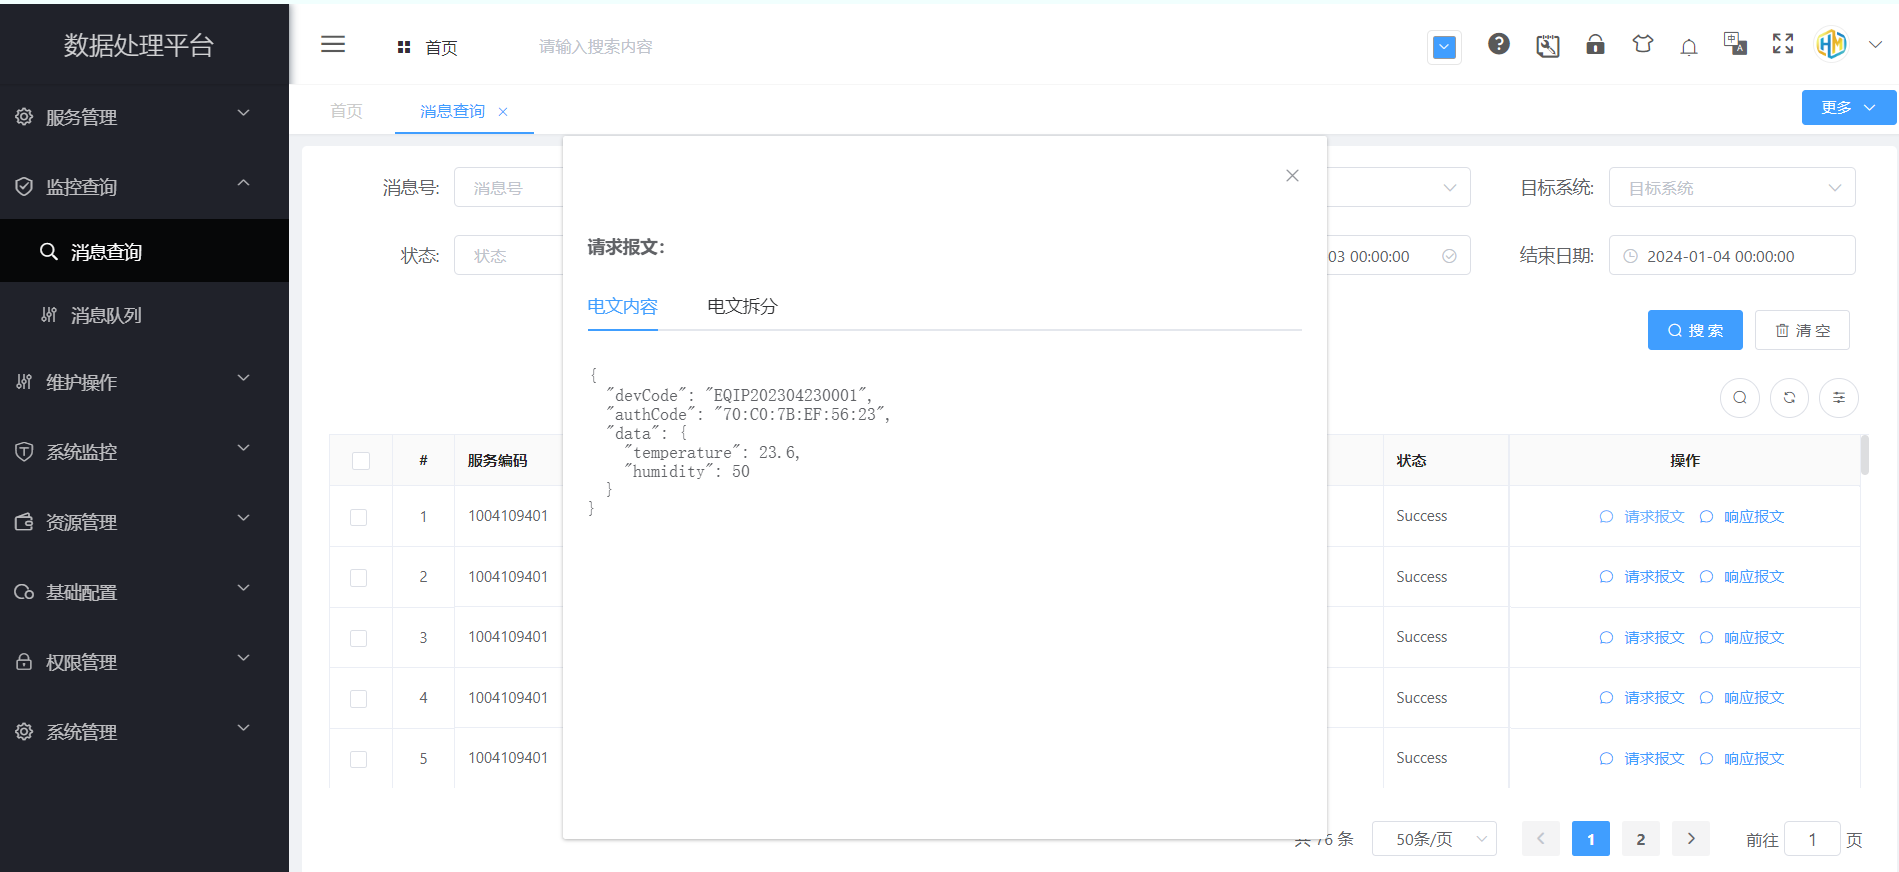 数据处理平台
首页
请输入搜索内容
服务管理
监控查询
消息查询
消息队列
维护操作
系统监控
资源管理
基础配置
权限管理
系统管理
首页
消息查询
更多
消息号:
消息号
目标系统:
目标系统
状态:
状态
03 00:00:00
结束日期:
2024-01-04 00:00:00
搜 索
清 空
请求报文:
电文内容
电文拆分
{
"devCode": "EQIP202304230001",
"authCode": "70:C0:7B:EF:56:23",
"data": {
"temperature": 23.6,
"humidity": 50
}
}
# 服务编码 状态 操作
1 1004109401 Success 请求报文 响应报文
2 1004109401 Success 请求报文 响应报文
3 1004109401 Success 请求报文 响应报文
4 1004109401 Success 请求报文 响应报文
5 1004109401 Success 请求报文 响应报文
共 76 条 50条/页 1 2 前往 1 页